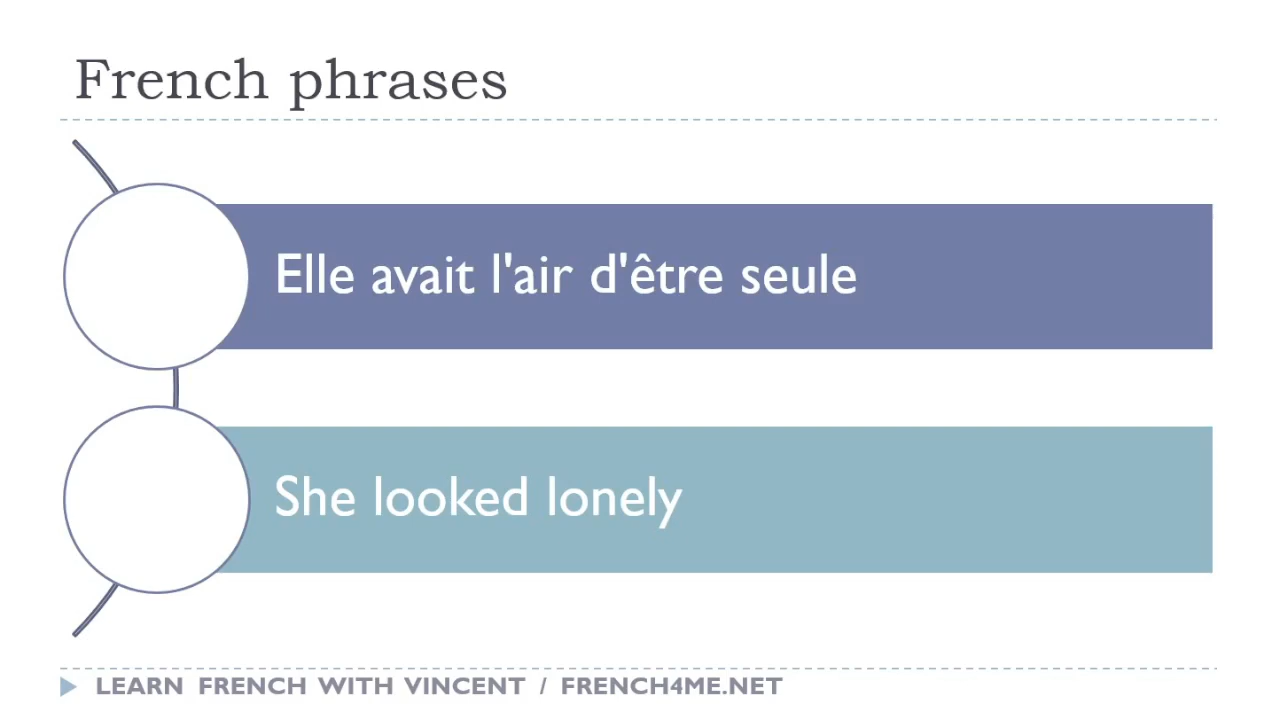 French phrases
Elle avait l'air d'être seule
She looked lonely
LEARN FRENCH WITH VINCENT / FRENCH4ME.NET